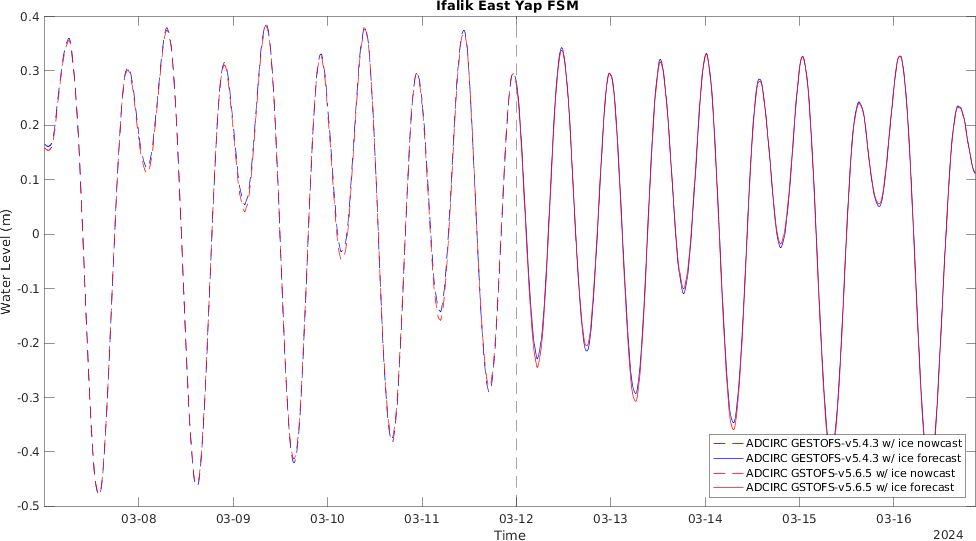 Ifalik East Yap FSM
0.4
0.3
0.2
0.1
0
-0.1
-0.2
-0.3
-0.4
-0.5
Water Level (m)
ADCIRC GESTOFS-v5.4.3 w/ ice nowcast
ADCIRC GESTOFS-v5.4.3 w/ ice forecast
ADCIRC GSTOFS-v5.6.5 w/ ice nowcast
ADCIRC GSTOFS-v5.6.5 w/ ice forecast
03-08 03-09 03-10 03-11 03-12 03-13 03-14 03-15 03-16
Time
2024